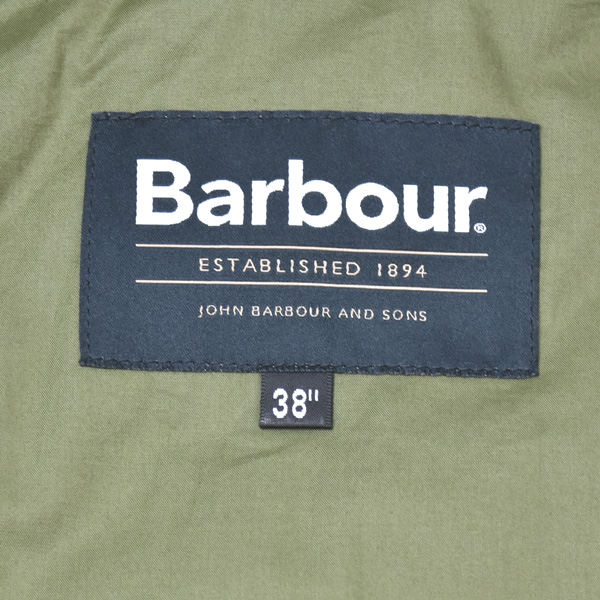 Barbour®
ESTABLISHED 1894
JOHN BARBOUR AND SONS
38"